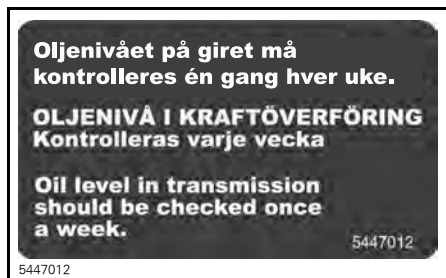 Oljenivået på giret må
kontrolleres én gang hver uke.
OLJENIVÅ I KRAFTÖVERFÖRING
Kontrolleras varje vecka
Oil level in transmission
should be checked once
a week.
5447012
5447012